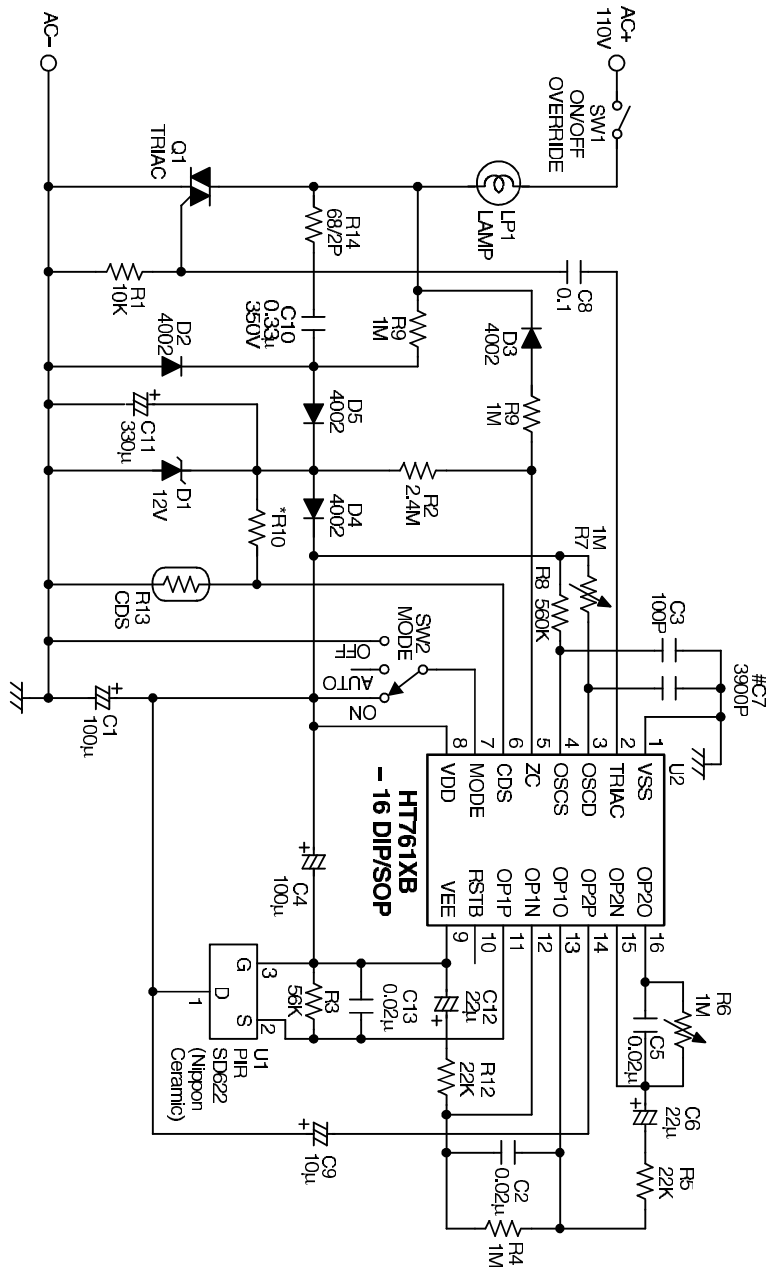 AC+
110V
SW1
ON/OFF
OVERRIDE
AC-
LP1
LAMP
Q1
TRIAC
R14
68/2P
R1
10K
C8
0.1
C10
0.33µ
350V
R9
1M
D3
4002
D2
4002
D5
4002
R9
1M
C11
330µ
+
D1
12V
D4
4002
R2
2.4M
*R10
R13
CDS
1M
R7
R8
560K
C3
100P
#C7
3900P
SW2
MODE
OFF
AUTO
ON
C1
100µ
+
U2
1
2
3
4
5
6
7
8
VSS
TRIAC
OSCD
OSCS
ZC
CDS
MODE
VDD
HT761XB
- 16 DIP/SOP
OP2O
OP2N
OP2P
OP1O
OP1N
OP1P
RSTB
VEE
16
15
14
13
12
11
10
9
C4
100µ
+
R6
1M
C5
0.02µ
C6
22µ
+
R5
22K
C12
22µ
+
C13
0.02µ
R3
56K
R12
22K
G
D
S
3
1
2
U1
PIR
SD622
(Nippon
Ceramic)
C9
10µ
+
C2
0.02µ
R4
1M